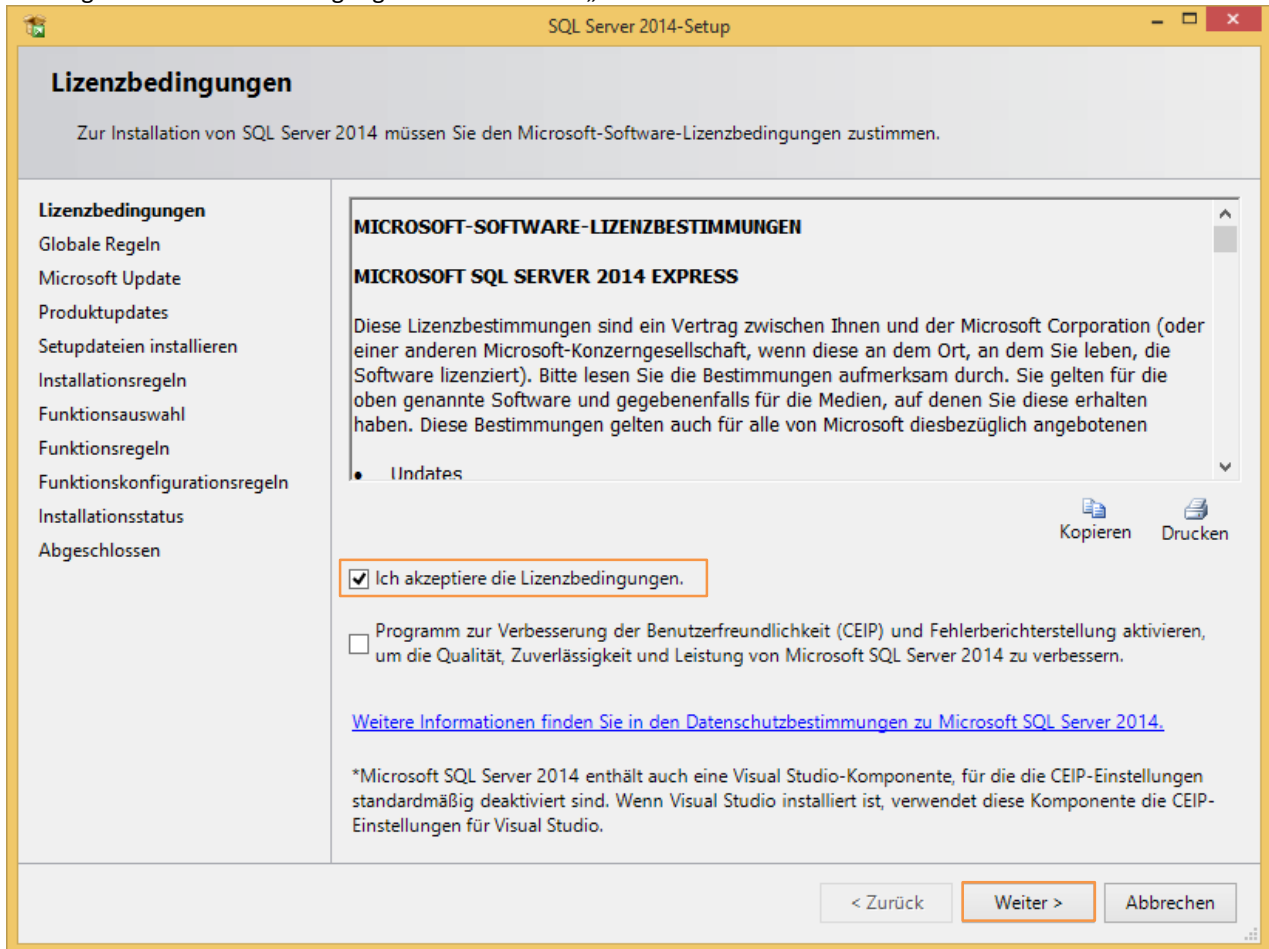 SQL Server 2014-Setup
Lizenzbedingungen
Zur Installation von SQL Server 2014 müssen Sie den Microsoft-Software-Lizenzbedingungen zustimmen.
Lizenzbedingungen
Globale Regeln
Microsoft Update
Produktupdates
Setupdateien installieren
Installationsregeln
Funktionsauswahl
Funktionsregeln
Funktionskonfigurationsregeln
Installationsstatus
Abgeschlossen
MICROSOFT-SOFTWARE-LIZENZBESTIMMUNGEN
MICROSOFT SQL SERVER 2014 EXPRESS
Diese Lizenzbestimmungen sind ein Vertrag zwischen Ihnen und der Microsoft Corporation (oder
einer anderen Microsoft-Konzerngesellschaft, wenn diese an dem Ort, an dem Sie leben, die
Software lizenziert). Bitte lesen Sie die Bestimmungen aufmerksam durch. Sie gelten für die
oben genannte Software und gegebenenfalls für die Medien, auf denen Sie diese erhalten
haben. Diese Bestimmungen gelten auch für alle von Microsoft diesbezüglich angebotenen
• Updates
Kopieren Drucken
Ich akzeptiere die Lizenzbedingungen.
Programm zur Verbesserung der Benutzerfreundlichkeit (CEIP) und Fehlerberichterstellung aktivieren,
um die Qualität, Zuverlässigkeit und Leistung von Microsoft SQL Server 2014 zu verbessern.
Weitere Informationen finden Sie in den Datenschutzbestimmungen zu Microsoft SQL Server 2014.
*Microsoft SQL Server 2014 enthält auch eine Visual Studio-Komponente, für die die CEIP-Einstellungen
standardmäßig deaktiviert sind. Wenn Visual Studio installiert ist, verwendet diese Komponente die CEIP-
Einstellungen für Visual Studio.
< Zurück Weiter > Abbrechen